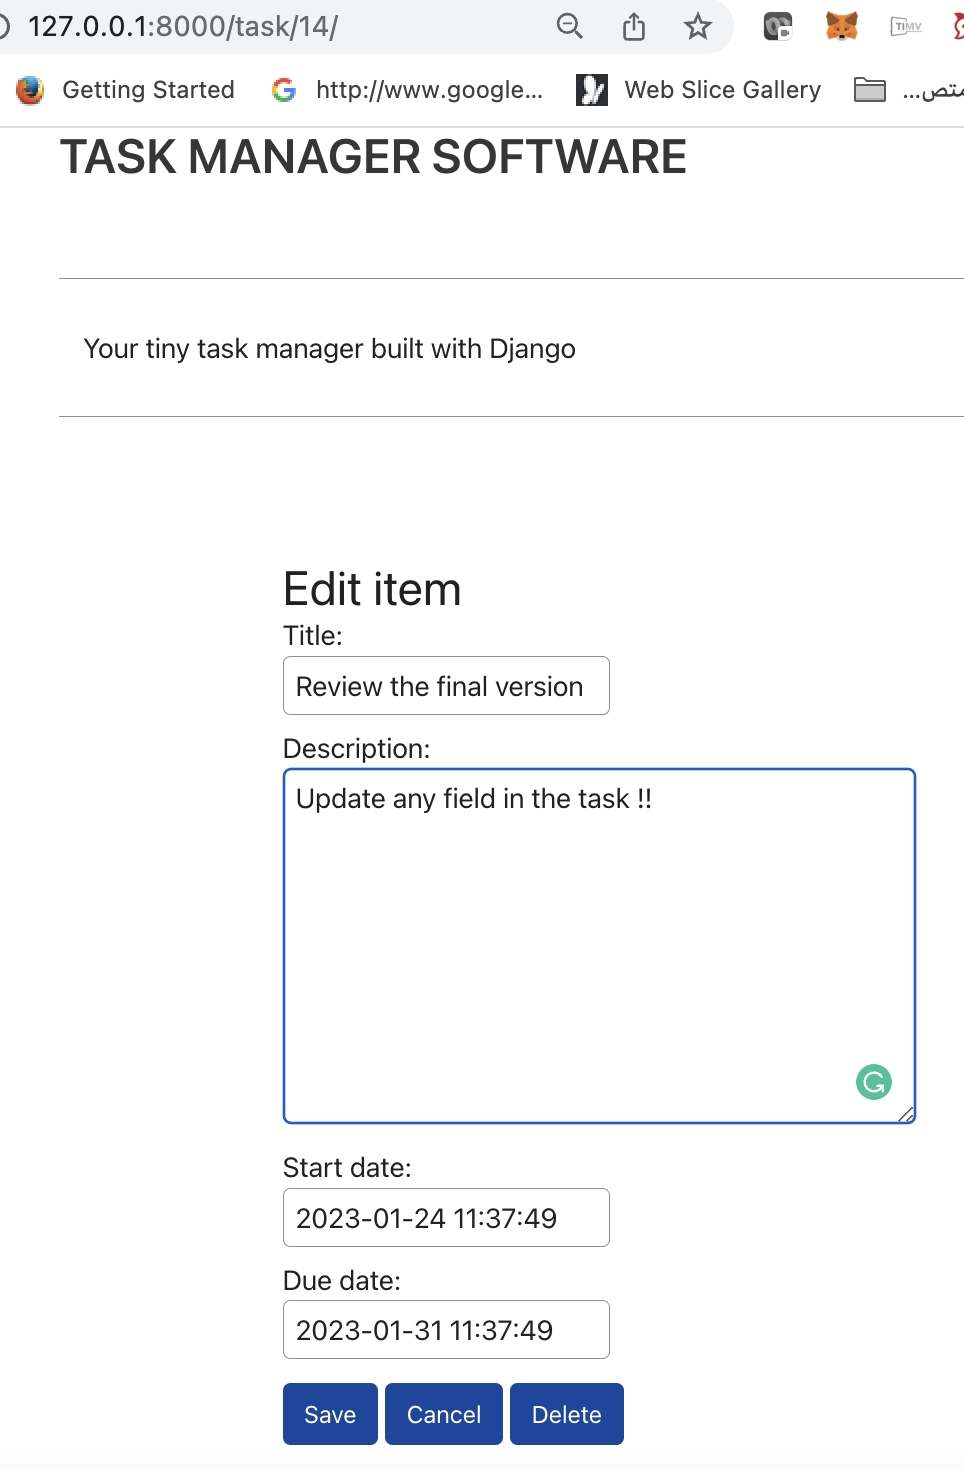 127.0.0.1:8000/task/14/
TIMV
Getting Started
http://www.google...
Web Slice Gallery
TASK MANAGER SOFTWARE
Your tiny task manager built with Django
Edit item
Title:
Review the final version
Description:
Update any field in the task !!
Start date:
2023-01-24 11:37:49
Due date:
2023-01-31 11:37:49
Save Cancel Delete